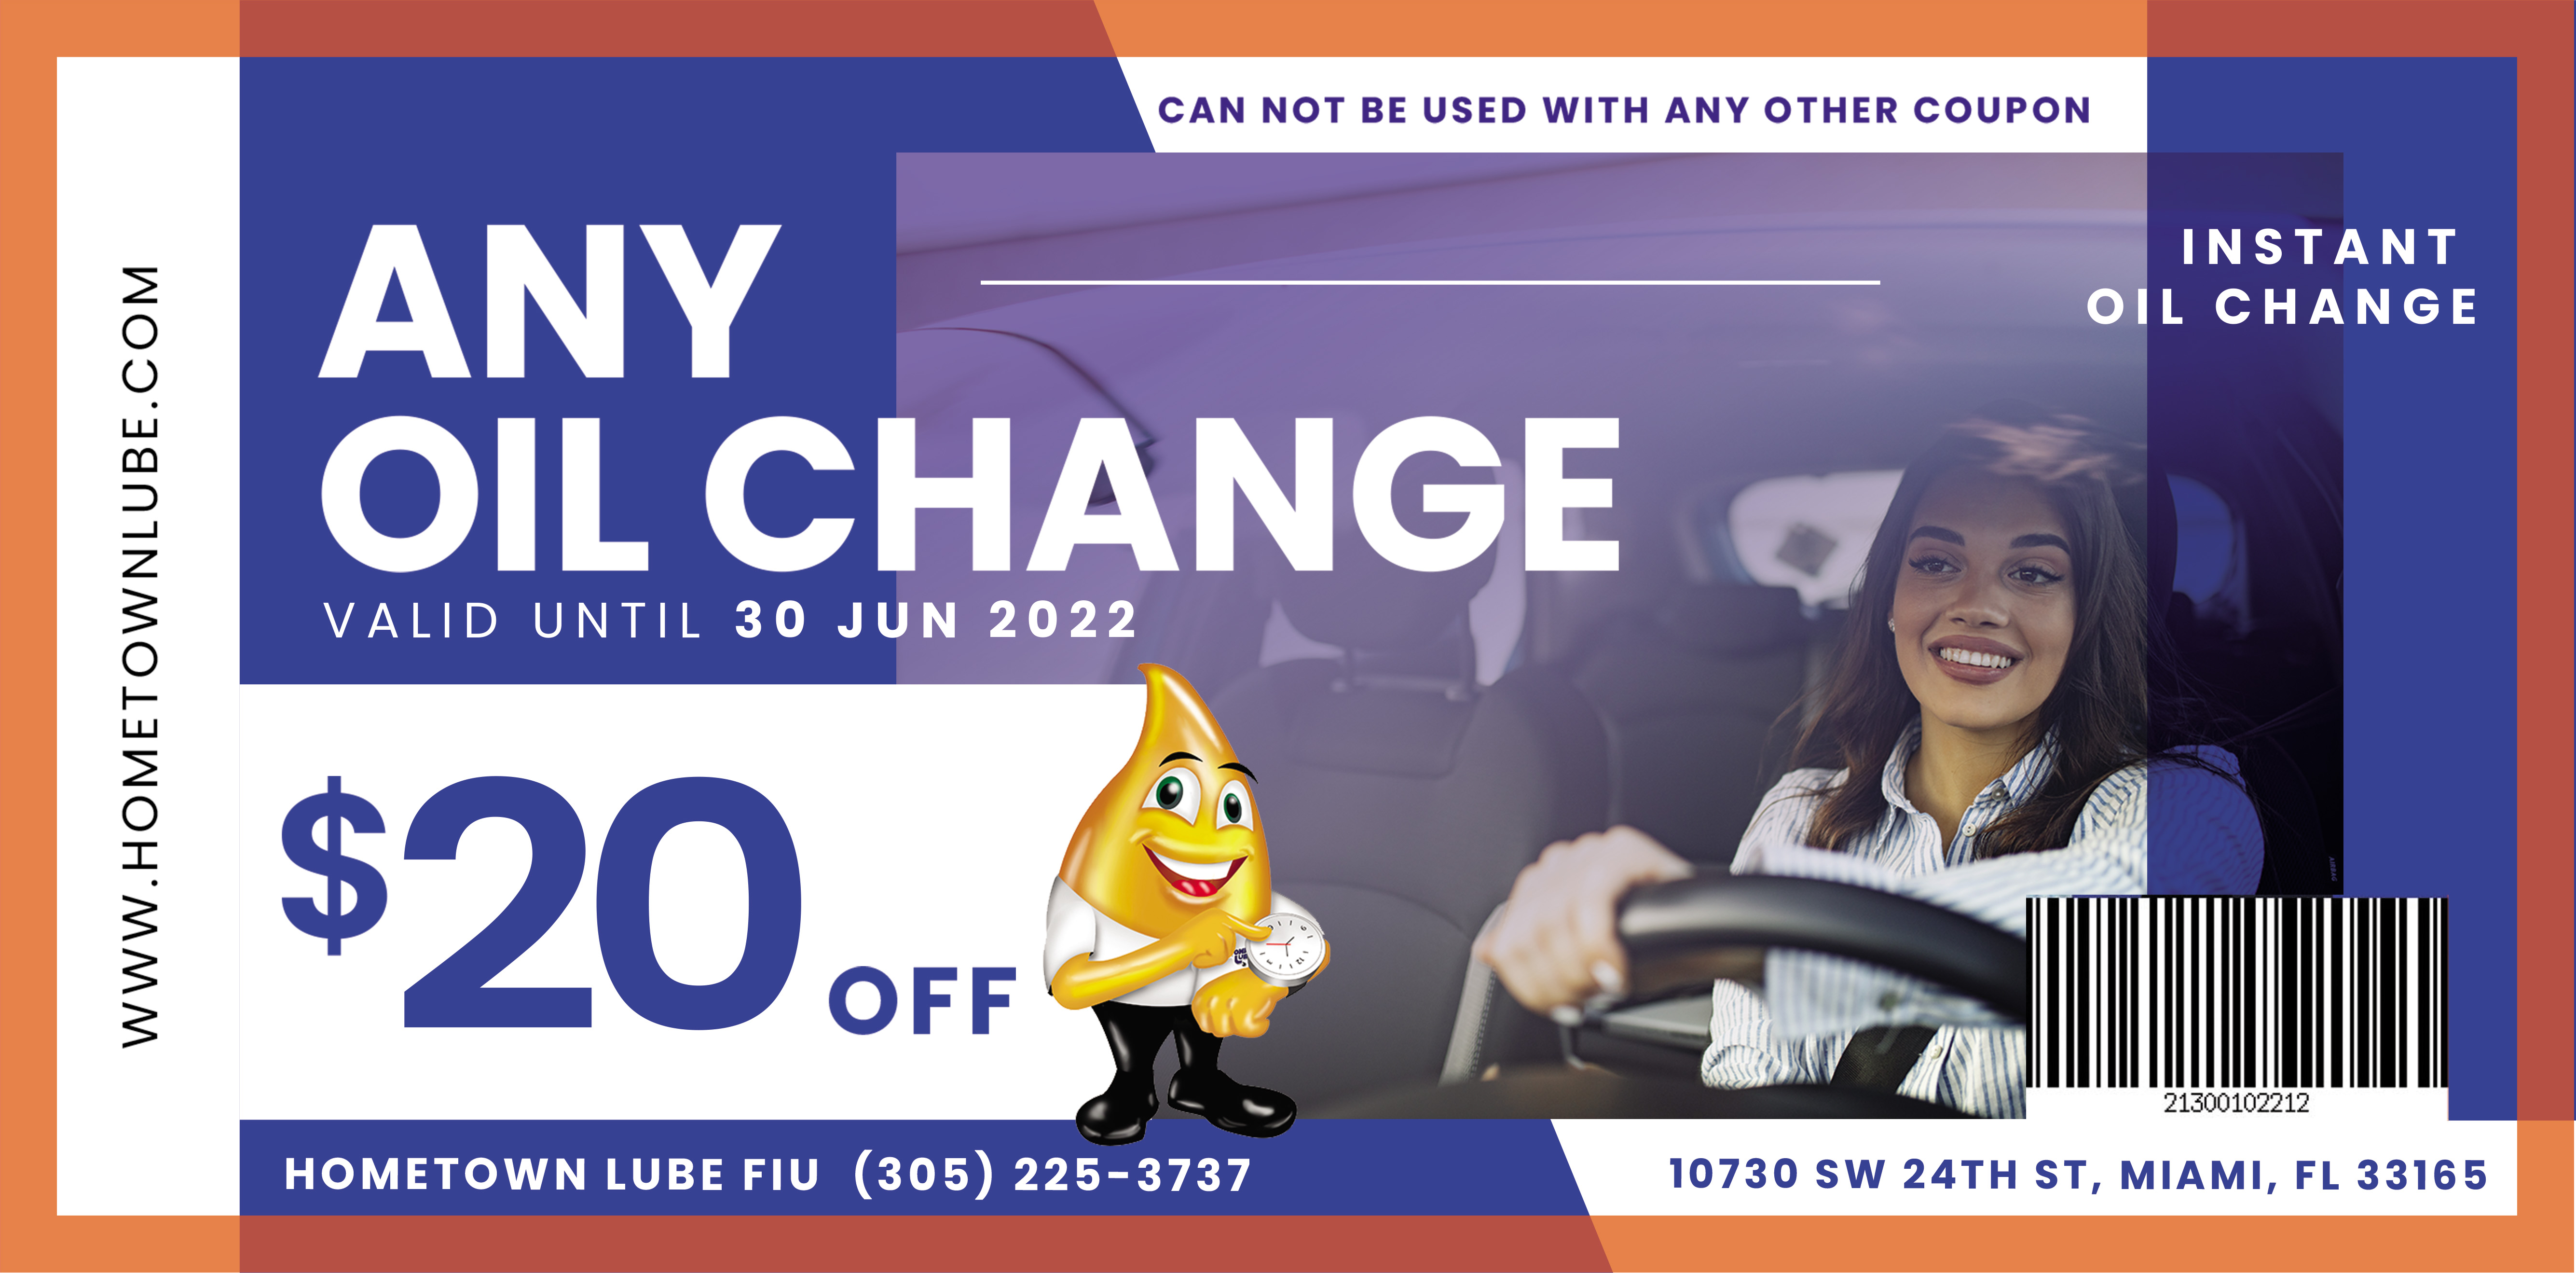 CAN NOT BE USED WITH ANY OTHER COUPON
INSTANT
OIL CHANGE
WWW.HOMETOWNLUBE.COM
ANY
OIL CHANGE
VALID UNTIL 30 JUN 2022
$20 OFF
21300102212
HOMETOWN LUBE FIU (305) 225-3737
10730 SW 24TH ST, MIAMI, FL 33165